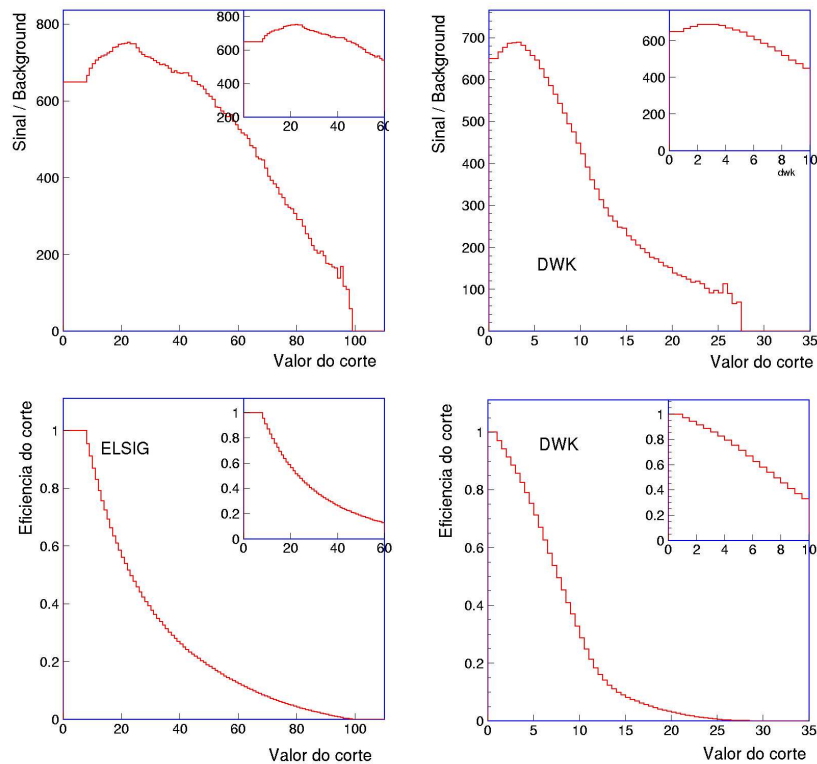 Sinal / Background
800
600
400
200
0
0 20 40 60 80 100
Valor do corte
800
600
400
200
0 20 40 60
Sinal / Background
700
600
500
400
300
200
100
0
0 5 10 15 20 25 30 35
DWK
Valor do corte
600
400
200
0
0 2 4 6 8 10
dwk
Eficiencia do corte
1
0.8
0.6
0.4
0.2
0
0 20 40 60 80 100
ELSIG
Valor do corte
1
0.8
0.6
0.4
0.2
0
0 20 40 60
Eficiencia do corte
1
0.8
0.6
0.4
0.2
0
0 5 10 15 20 25 30 35
DWK
Valor do corte
1
0.8
0.6
0.4
0.2
0
0 2 4 6 8 10